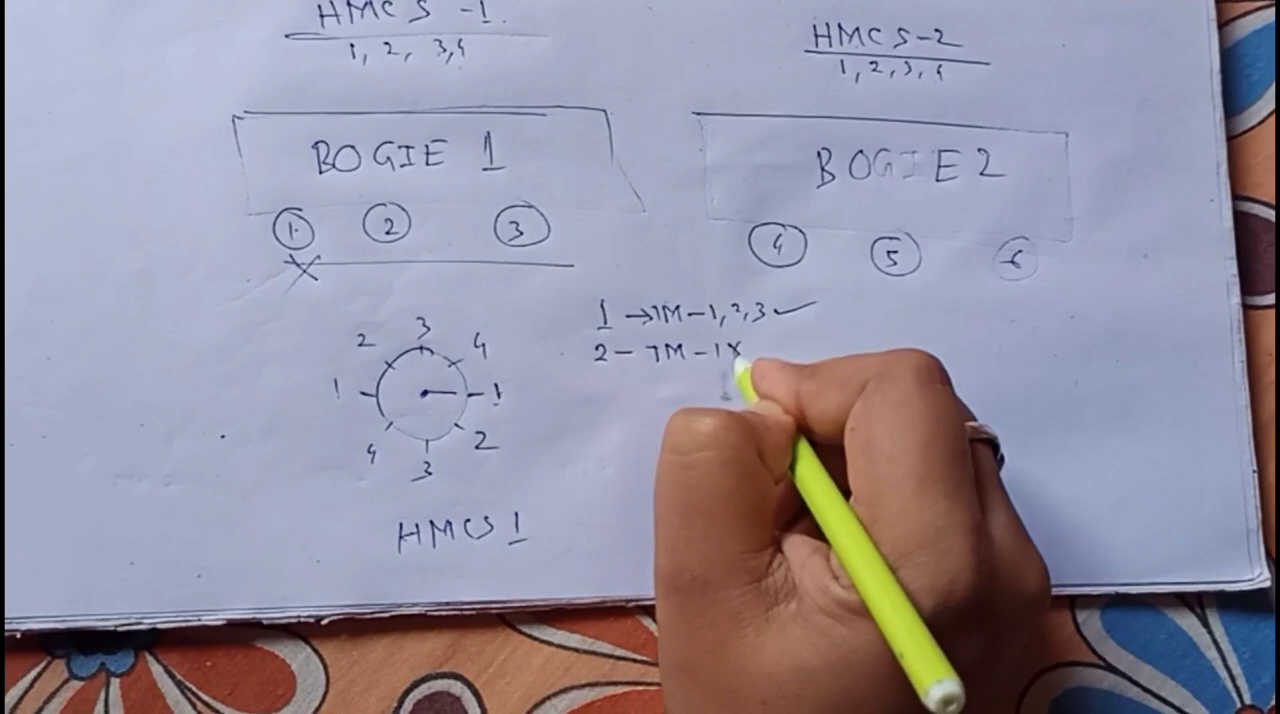 HMCS -1
1, 2, 3, 4
HMCS-2
1, 2, 3, 4
BOGIE 1
BOGIE 2
1 2 3
4 5 6
1 → TM - 1, 2, 3 ✓
2 - TM - 1 X
3
2 4
1 1
4 2
3
HMCS 1